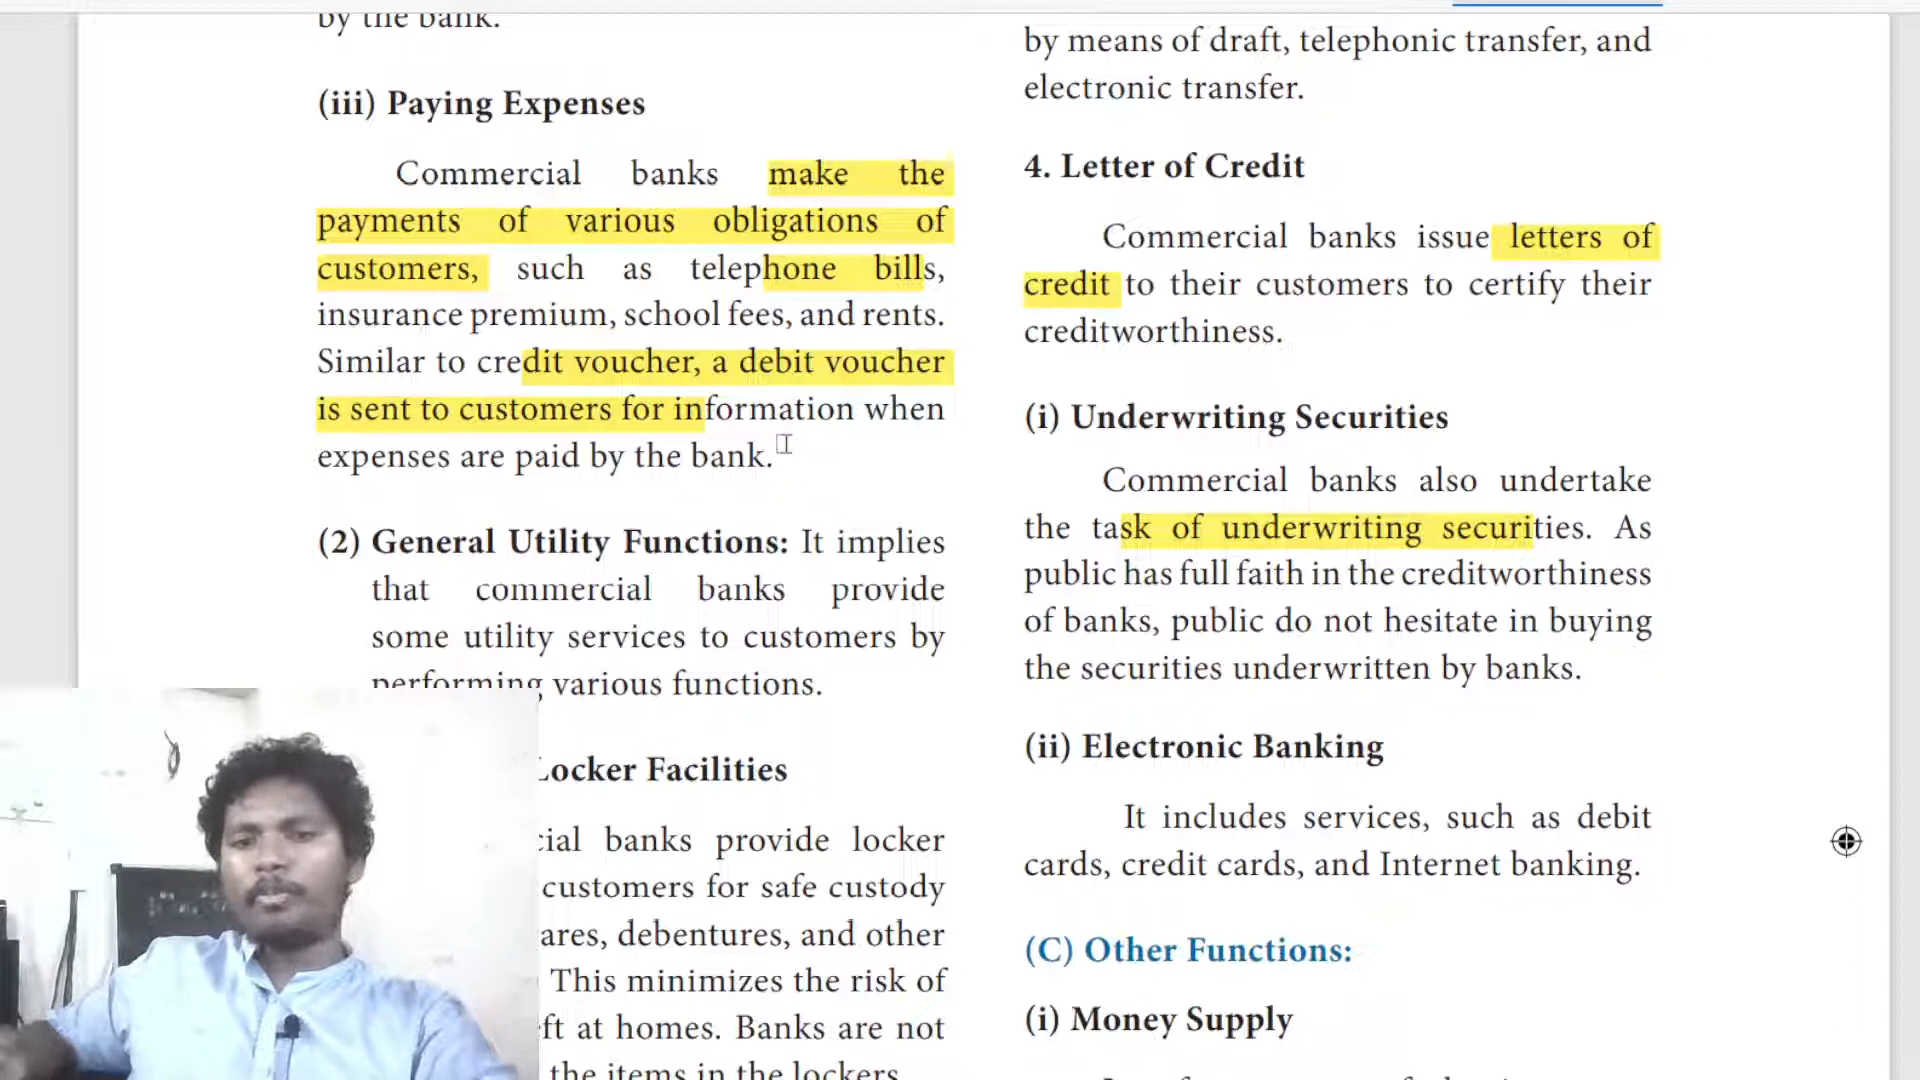 by the bank.
(iii) Paying Expenses
Commercial banks make the
payments of various obligations of
customers, such as telephone bills,
insurance premium, school fees, and rents.
Similar to credit voucher, a debit voucher
is sent to customers for information when
expenses are paid by the bank.
(2) General Utility Functions: It implies
that commercial banks provide
some utility services to customers by
performing various functions.
Locker Facilities
cial banks provide locker
customers for safe custody
ares, debentures, and other
This minimizes the risk of
ft at homes. Banks are not
the items in the lockers.
by means of draft, telephonic transfer, and
electronic transfer.
4. Letter of Credit
Commercial banks issue letters of
credit to their customers to certify their
creditworthiness.
(i) Underwriting Securities
Commercial banks also undertake
the task of underwriting securities. As
public has full faith in the creditworthiness
of banks, public do not hesitate in buying
the securities underwritten by banks.
(ii) Electronic Banking
It includes services, such as debit
cards, credit cards, and Internet banking.
(C) Other Functions:
(i) Money Supply